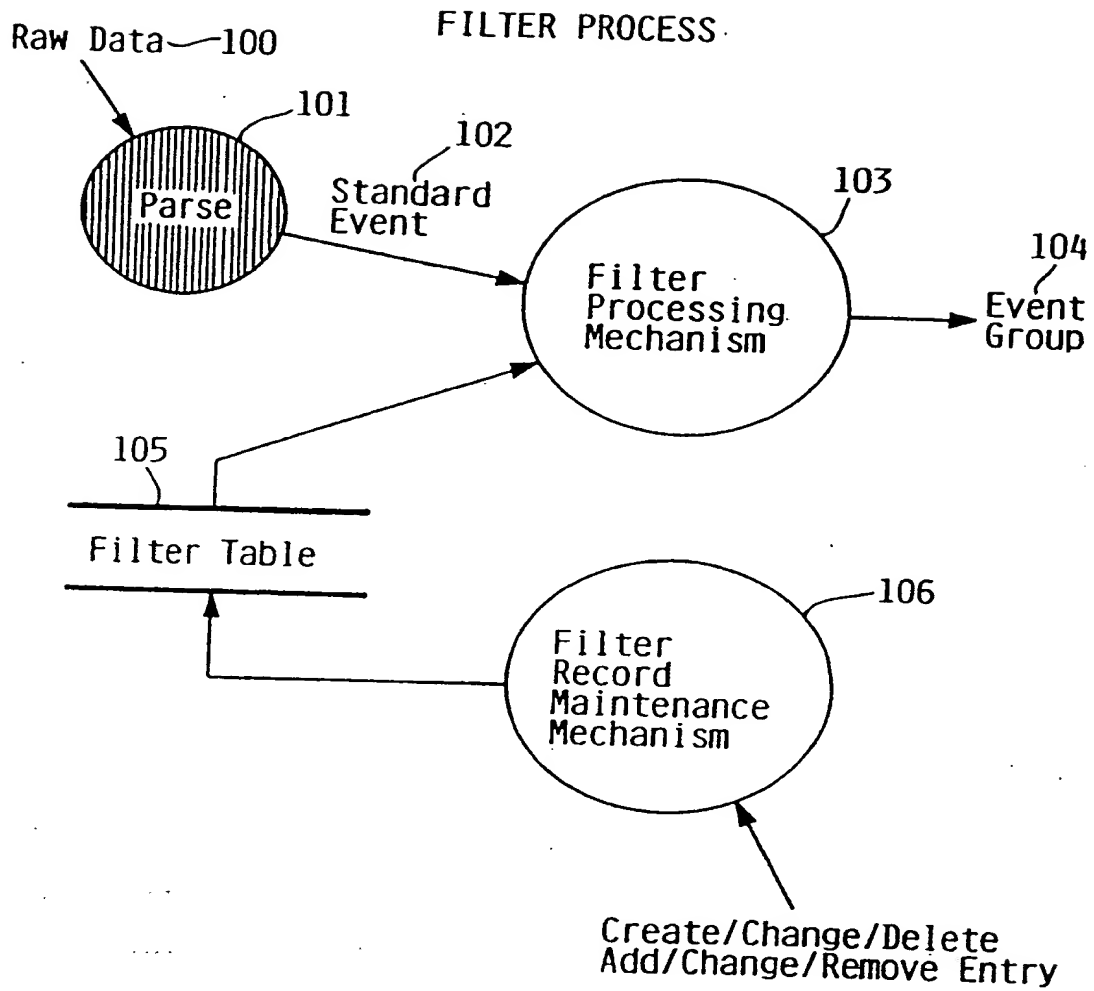 FILTER PROCESS
Raw Data 100
101
102
Parse
Standard
Event
103
104
Filter
Processing
Mechanism
Event
Group
105
Filter Table
106
Filter
Record
Maintenance
Mechanism
Create/Change/Delete
Add/Change/Remove Entry